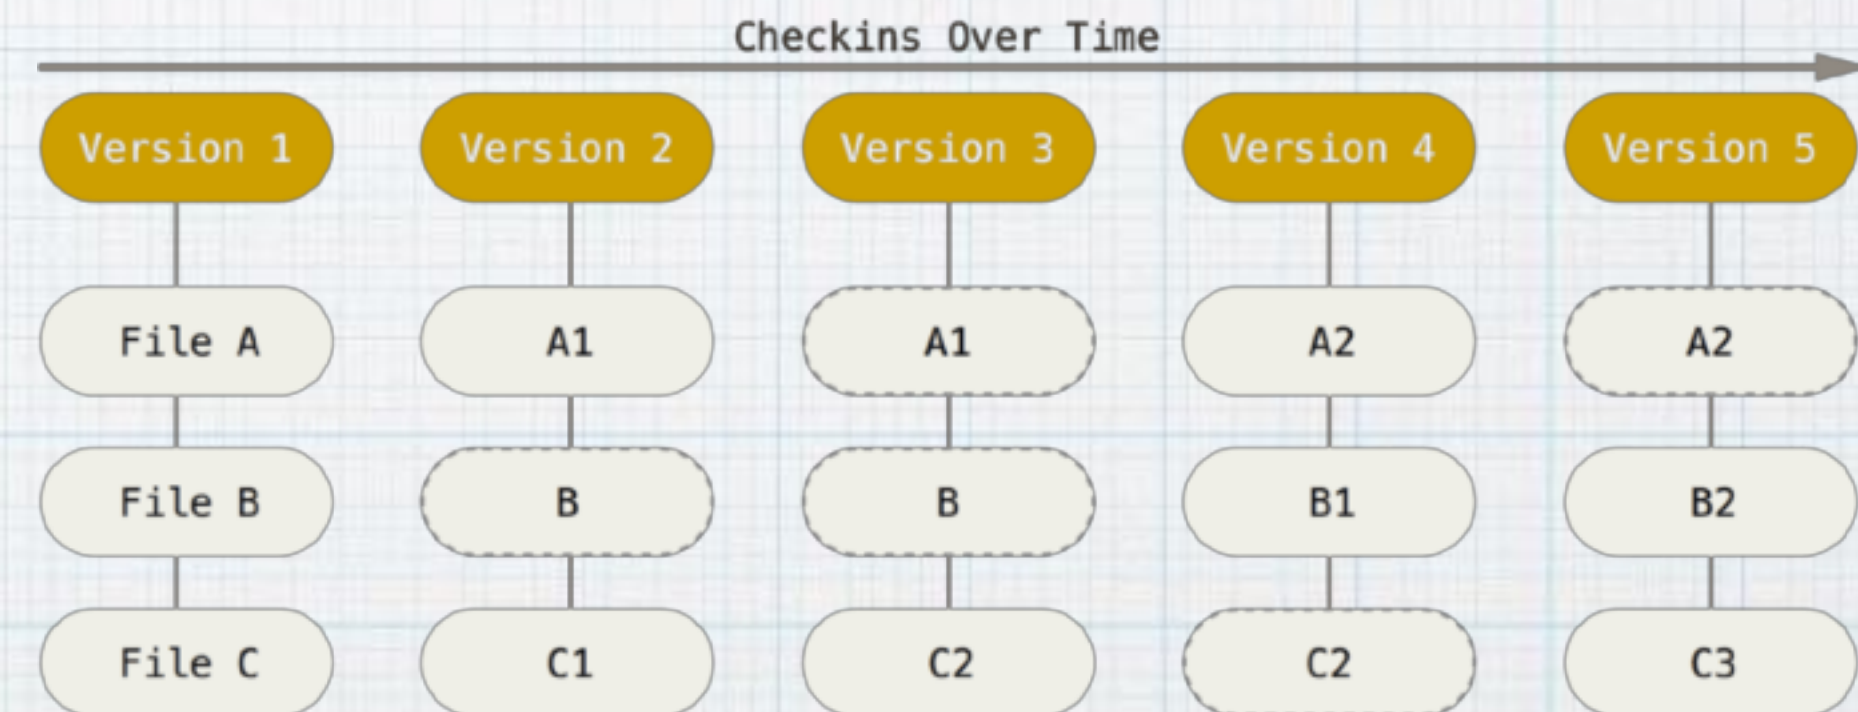 Checkins Over Time
Version 1 Version 2 Version 3 Version 4 Version 5
File A A1 A1 A2 A2
File B B B B1 B2
File C C1 C2 C2 C3